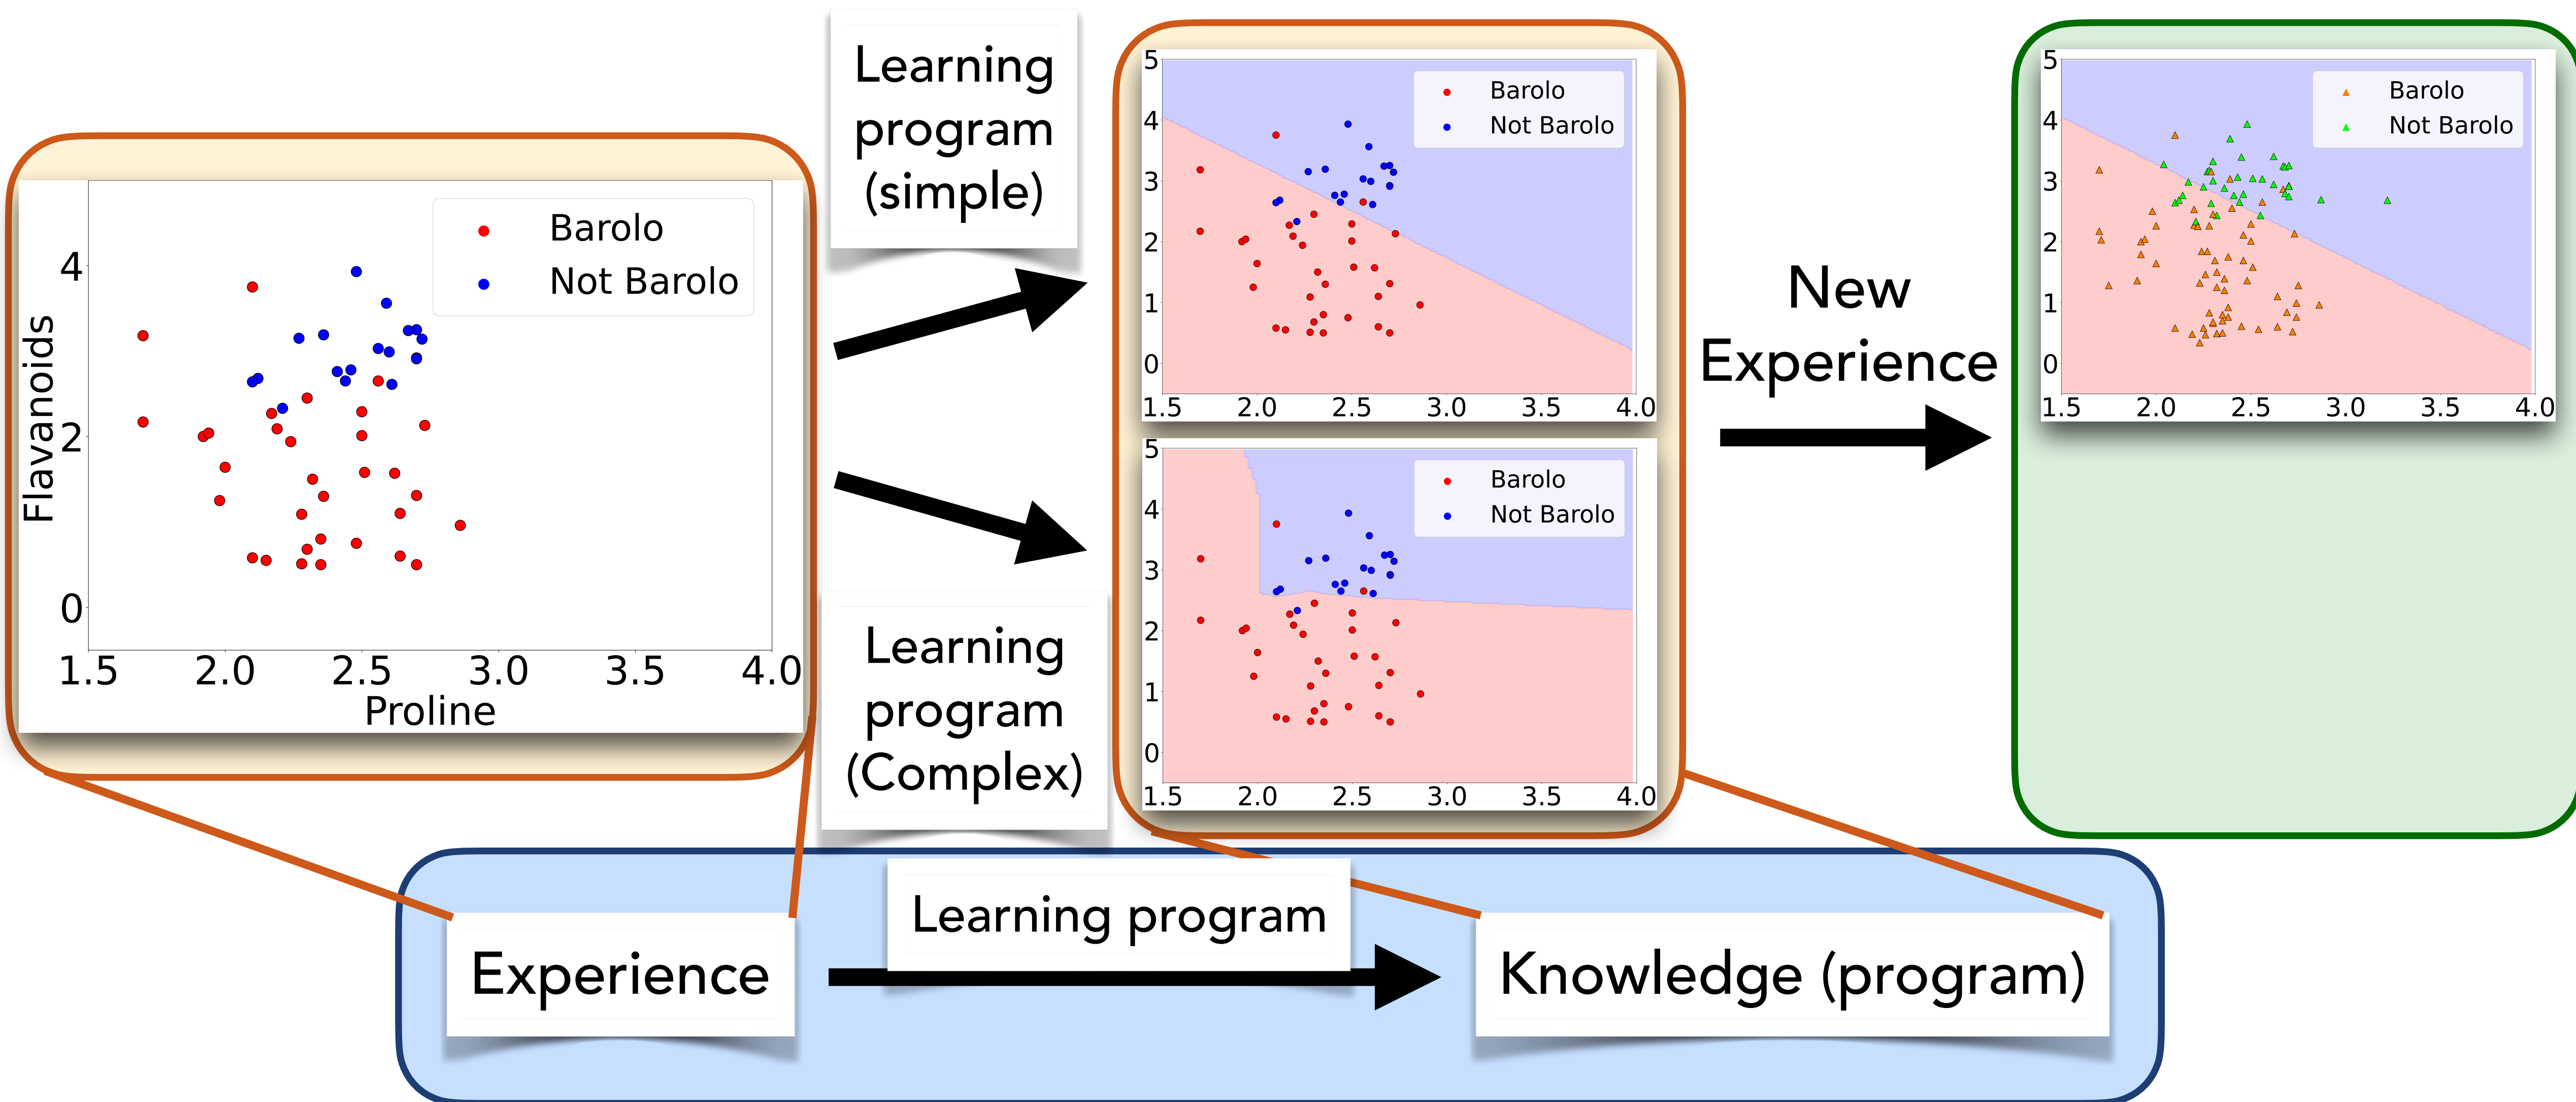 Learning
program
(simple)
Barolo
Not Barolo
4
2
0
1.5 2.0 2.5 3.0 3.5 4.0
Flavanoids
Proline
5
4
3
2
1
0
1.5 2.0 2.5 3.0 3.5 4.0
Barolo
Not Barolo
Learning
program
(Complex)
5
4
3
2
1
0
1.5 2.0 2.5 3.0 3.5 4.0
Barolo
Not Barolo
New
Experience
5
4
3
2
1
0
1.5 2.0 2.5 3.0 3.5 4.0
Barolo
Not Barolo
Experience
Learning program
Knowledge (program)